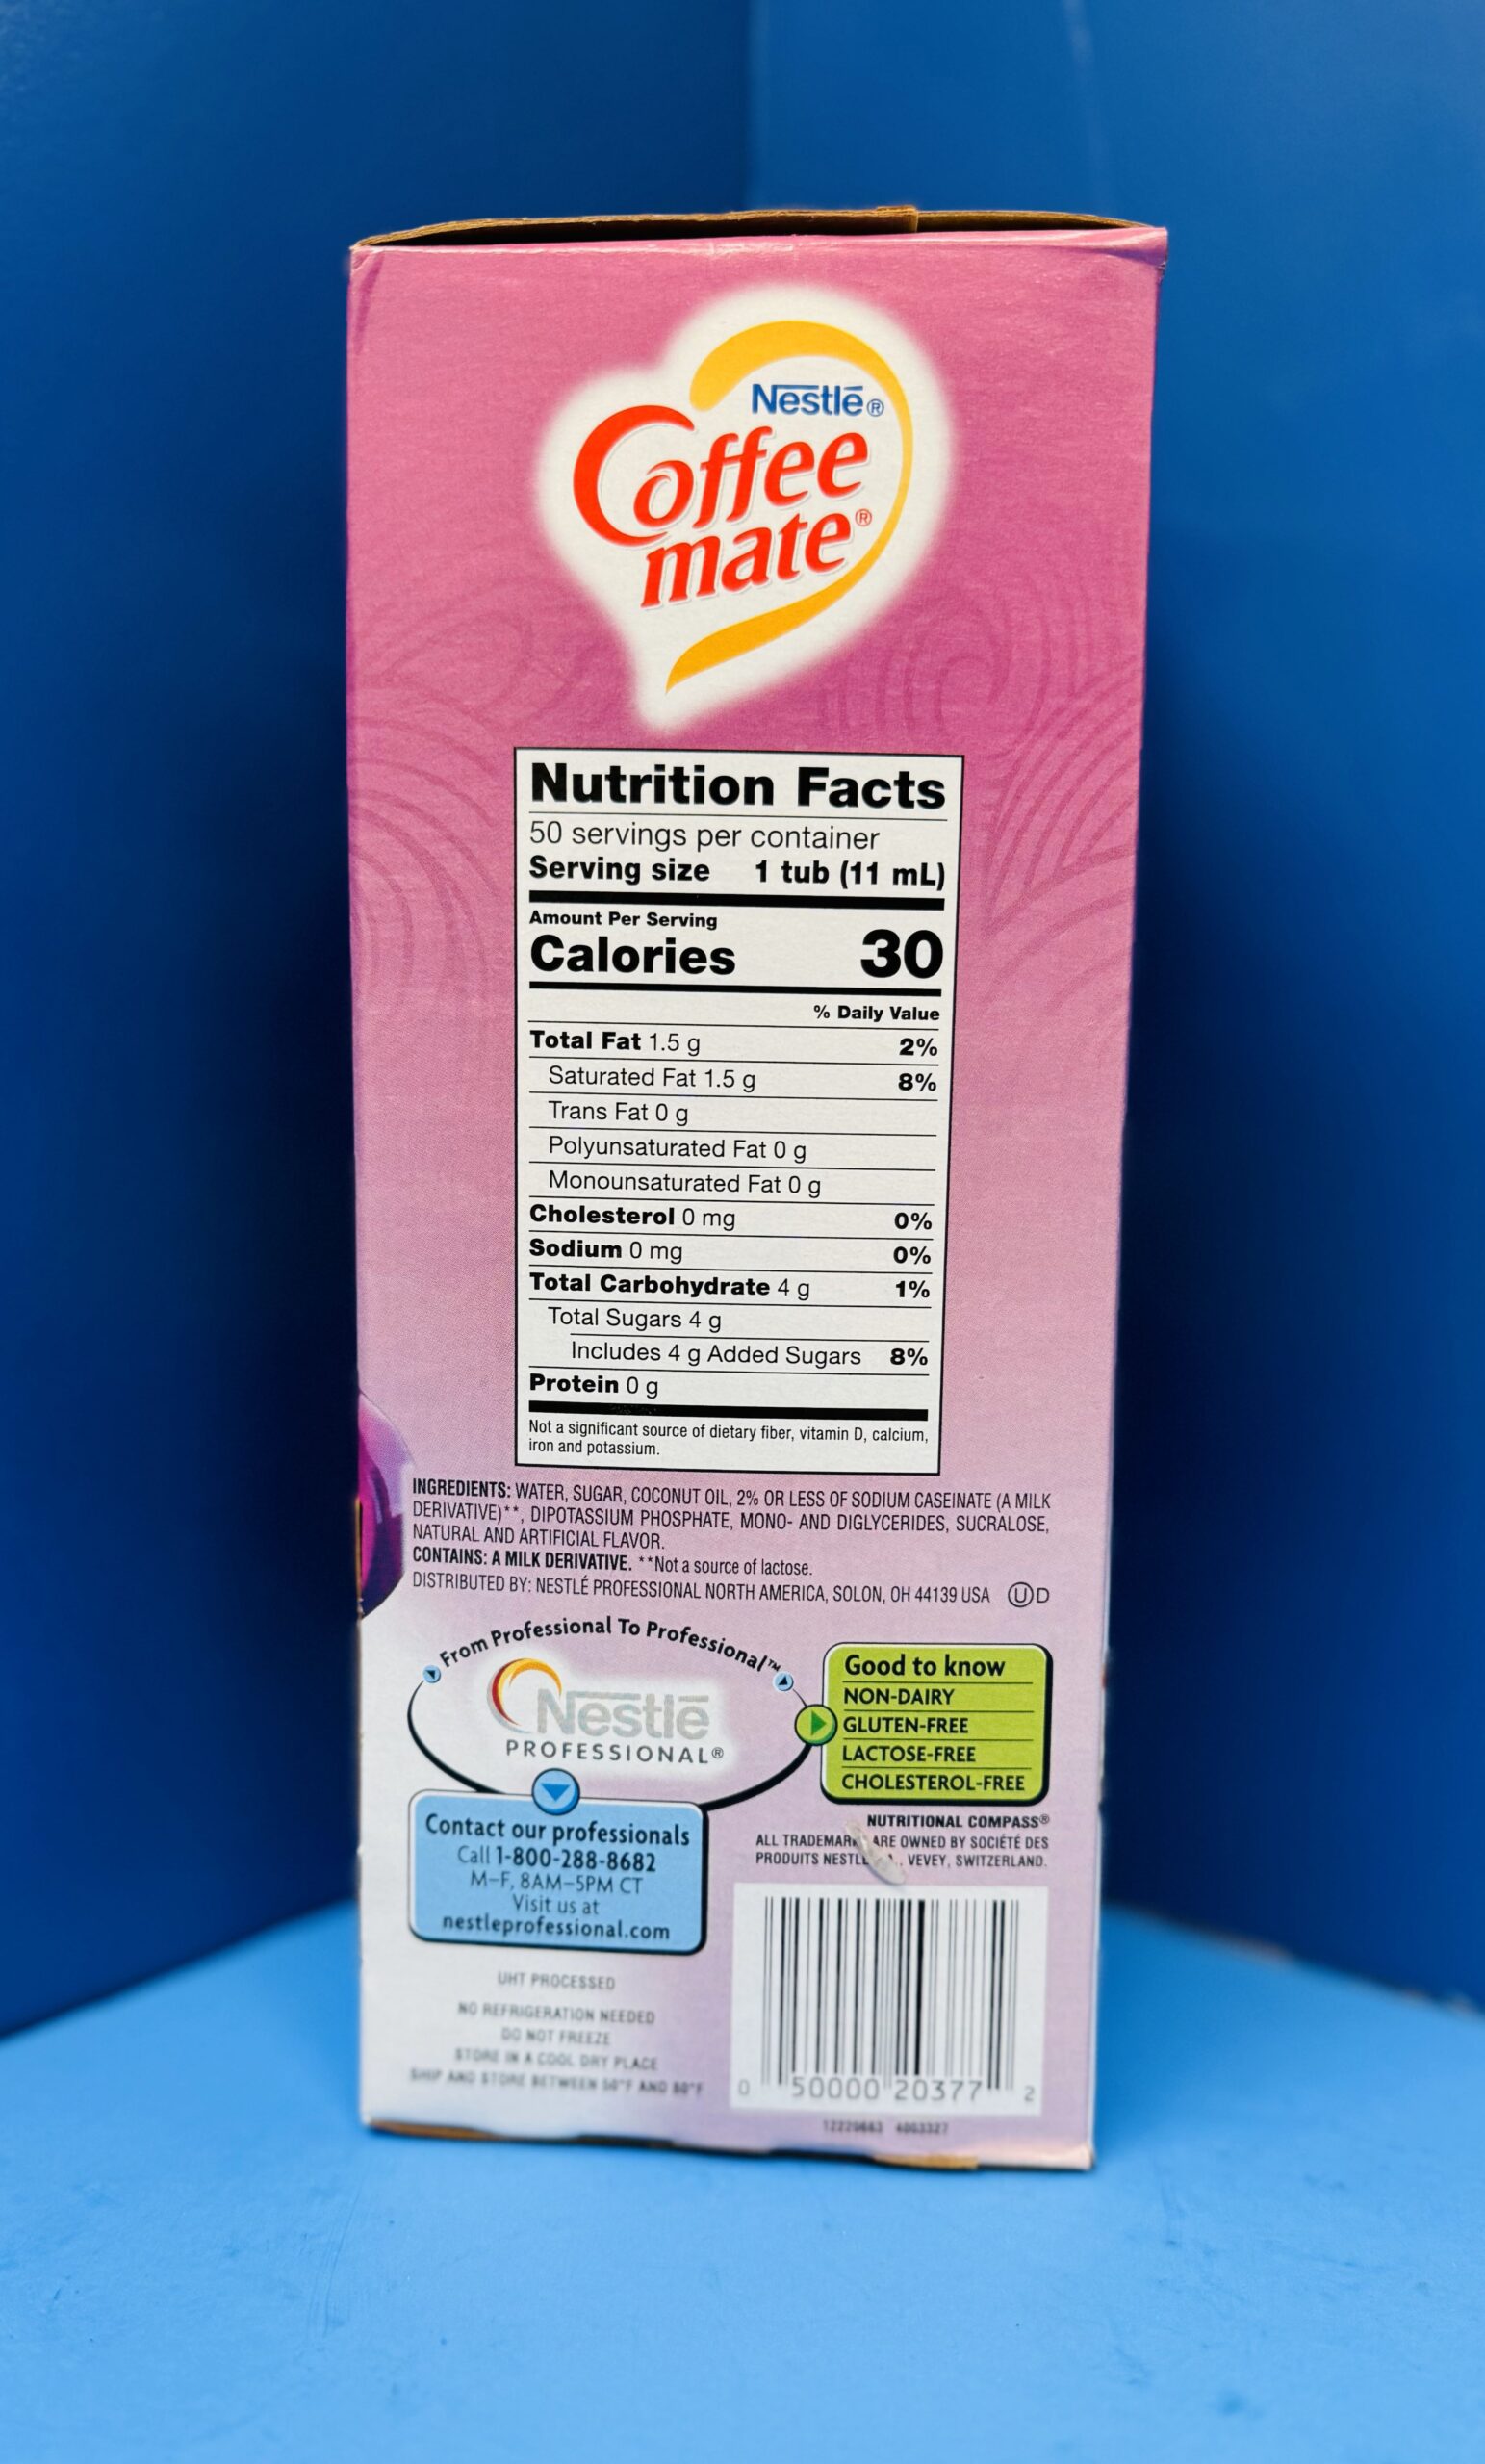 Nestlé®
Coffee
mate®
Nutrition Facts
50 servings per container
Serving size 1 tub (11 mL)
Amount Per Serving
Calories 30
% Daily Value
Total Fat 1.5 g 2%
Saturated Fat 1.5 g 8%
Trans Fat 0 g
Polyunsaturated Fat 0 g
Monounsaturated Fat 0 g
Cholesterol 0 mg 0%
Sodium 0 mg 0%
Total Carbohydrate 4 g 1%
Total Sugars 4 g
Includes 4 g Added Sugars 8%
Protein 0 g
Not a significant source of dietary fiber, vitamin D, calcium,
iron and potassium.
INGREDIENTS: WATER, SUGAR, COCONUT OIL, 2% OR LESS OF SODIUM CASEINATE (A MILK
DERIVATIVE)**, DIPOTASSIUM PHOSPHATE, MONO- AND DIGLYCERIDES, SUCRALOSE,
NATURAL AND ARTIFICIAL FLAVOR.
CONTAINS: A MILK DERIVATIVE. **Not a source of lactose.
DISTRIBUTED BY: NESTLÉ PROFESSIONAL NORTH AMERICA, SOLON, OH 44139 USA ⓊD
From Professional To Professional™
Nestlé
PROFESSIONAL®
Good to know
NON-DAIRY
GLUTEN-FREE
LACTOSE-FREE
CHOLESTEROL-FREE
NUTRITIONAL COMPASS®
ALL ARE OWNED BY SOCIÉTÉ DES
PRODUITS VEVEY, SWITZERLAND.
Contact our professionals
Call 1-800-288-8682
M–F, 8AM–5PM CT
Visit us at
nestleprofessional.com
UHT PROCESSED
NO REFRIGERATION NEEDED
DO NOT FREEZE
STORE IN A COOL DRY PLACE
SHIP AND STORE BETWEEN AND
0 50000 20377 2